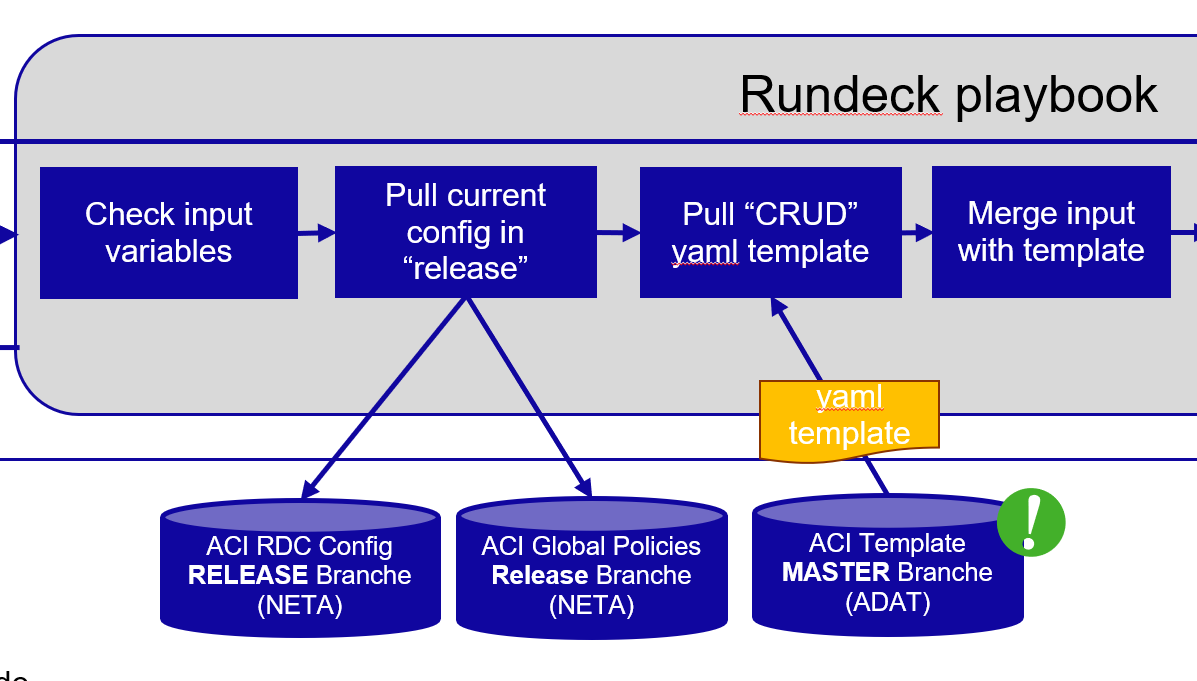 Rundeck playbook
Check input
variables
Pull current
config in
“release”
Pull “CRUD”
yaml template
Merge input
with template
yaml
template
ACI RDC Config
RELEASE Branche
(NETA)
ACI Global Policies
Release Branche
(NETA)
ACI Template
MASTER Branche
(ADAT)